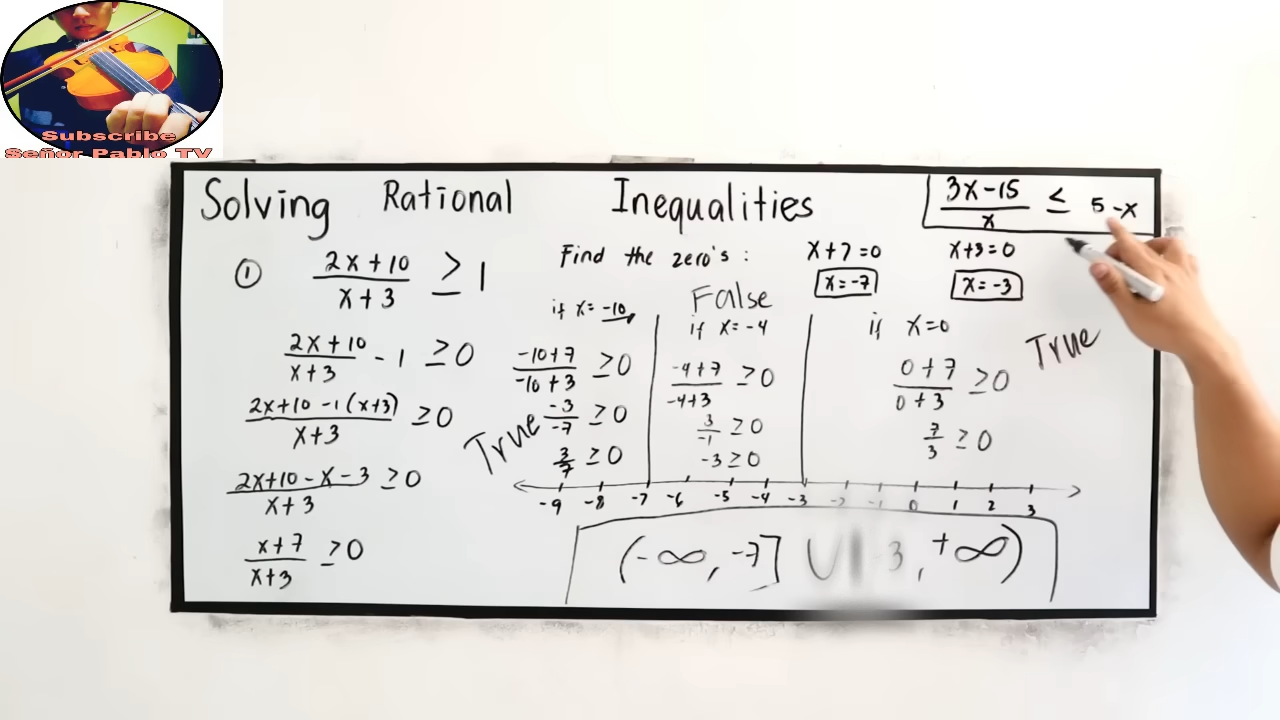 Subscribe
Señor Pablo TV
Solving Rational Inequalities
(3x-15)/x ≤ 5-x
① (2x+10)/(x+3) ≥ 1
(2x+10)/(x+3) - 1 ≥ 0
(2x+10 -1(x+3))/(x+3) ≥ 0
(2x+10 - x - 3)/(x+3) ≥ 0
(x+7)/(x+3) ≥ 0
Find the zero's :
x+7=0
x=-7
x+3=0
x=-3
if x= -10
(-10+7)/(-10+3) ≥ 0
-3/-7 ≥ 0
3/7 ≥ 0
True
False
if x=-4
(-4+7)/(-4+3) ≥ 0
3/-1 ≥ 0
-3 ≥ 0
if x=0
(0+7)/(0+3) ≥ 0
7/3 ≥ 0
True
-9 -8 -7 -6 -5 -4 -3 -2 -1 0 1 2 3
(-∞, -7] ∪ -3, +∞)